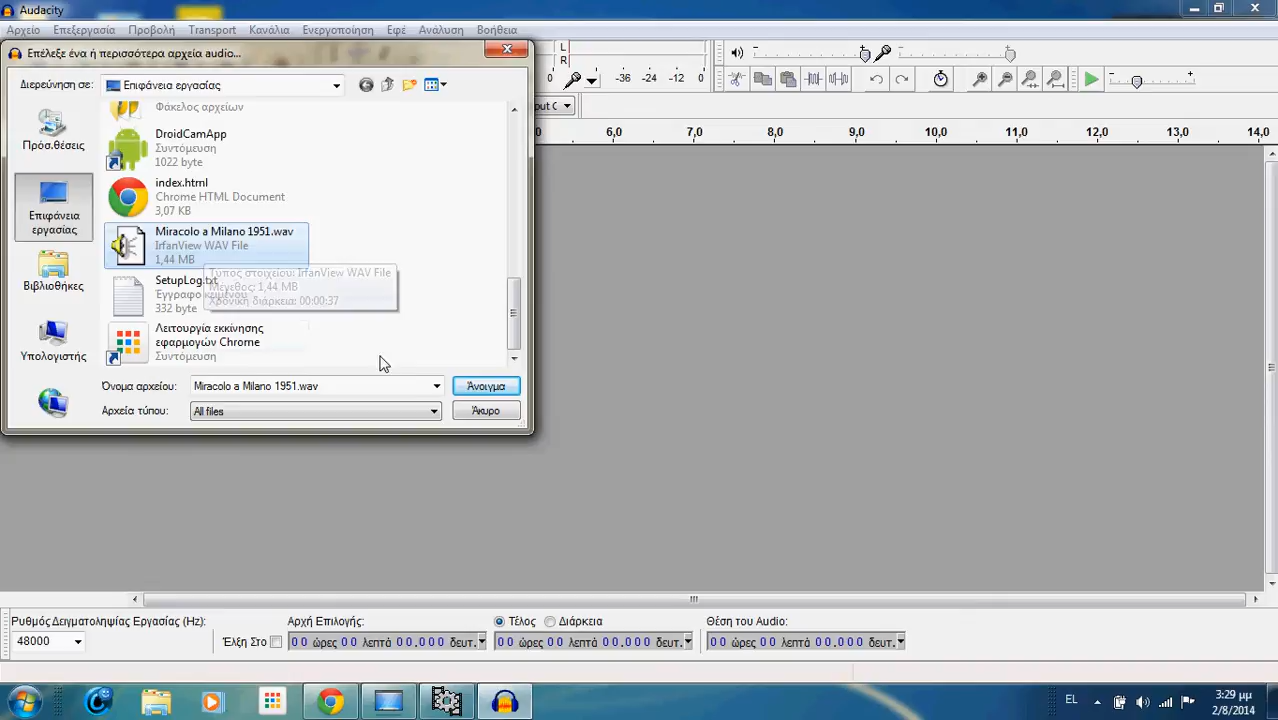 Audacity
Αρχείο Επεξεργασία Προβολή Transport Κανάλια Ενεργοποίηση Εφέ Ανάλυση Βοήθεια
Επέλεξε ένα ή περισσότερα αρχεία audio...
L
R
0 -36 -24 -12 0
Διερεύνηση σε: Επιφάνεια εργασίας
0 6,0 7,0 8,0 9,0 10,0 11,0 12,0 13,0 14,0
Φάκελος αρχείων
DroidCamApp
Συντόμευση
1022 byte
index.html
Chrome HTML Document
3,07 KB
Miracolo a Milano 1951.wav
IrfanView WAV File
1,44 MB
Τύπος στοιχείου: IrfanView WAV File
Μέγεθος: 1,44 MB
Χρονική διάρκεια: 00:00:37
SetupLog.txt
Έγγραφο κειμένου
332 byte
Λειτουργία εκκίνησης
εφαρμογών Chrome
Συντόμευση
Πρόσ.θέσεις
Επιφάνεια
εργασίας
Βιβλιοθήκες
Υπολογιστής
Όνομα αρχείου: Miracolo a Milano 1951.wav Άνοιγμα
Αρχεία τύπου: All files Άκυρο
Ρυθμός Δειγματοληψίας Εργασίας (Hz): Αρχή Επιλογής: Τέλος Διάρκεια Θέση του Audio:
48000 Έλξη Στο 00 ώρες 00 λεπτά 00.000 δευτ. 00 ώρες 00 λεπτά 00.000 δευτ. 00 ώρες 00 λεπτά 00.000 δευτ.
EL 3:29 μμ
2/8/2014